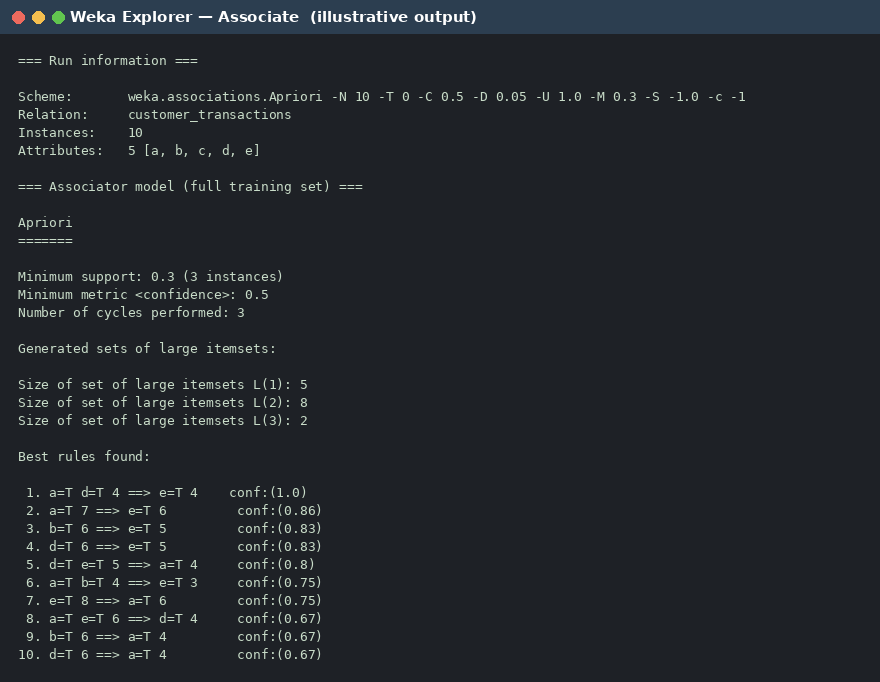 Weka Explorer — Associate  (illustrative output)
=== Run information ===
Scheme:       weka.associations.Apriori -N 10 -T 0 -C 0.5 -D 0.05 -U 1.0 -M 0.3 -S -1.0 -c -1
Relation:     customer_transactions
Instances:    10
Attributes:   5 [a, b, c, d, e]
=== Associator model (full training set) ===
Apriori
=======
Minimum support: 0.3 (3 instances)
Minimum metric <confidence>: 0.5
Number of cycles performed: 3
Generated sets of large itemsets:
Size of set of large itemsets L(1): 5
Size of set of large itemsets L(2): 8
Size of set of large itemsets L(3): 2
Best rules found:
 1. a=T d=T 4 ==> e=T 4    conf:(1.0)
 2. a=T 7 ==> e=T 6         conf:(0.86)
 3. b=T 6 ==> e=T 5         conf:(0.83)
 4. d=T 6 ==> e=T 5         conf:(0.83)
 5. d=T e=T 5 ==> a=T 4     conf:(0.8)
 6. a=T b=T 4 ==> e=T 3     conf:(0.75)
 7. e=T 8 ==> a=T 6         conf:(0.75)
 8. a=T e=T 6 ==> d=T 4     conf:(0.67)
 9. b=T 6 ==> a=T 4         conf:(0.67)
10. d=T 6 ==> a=T 4         conf:(0.67)